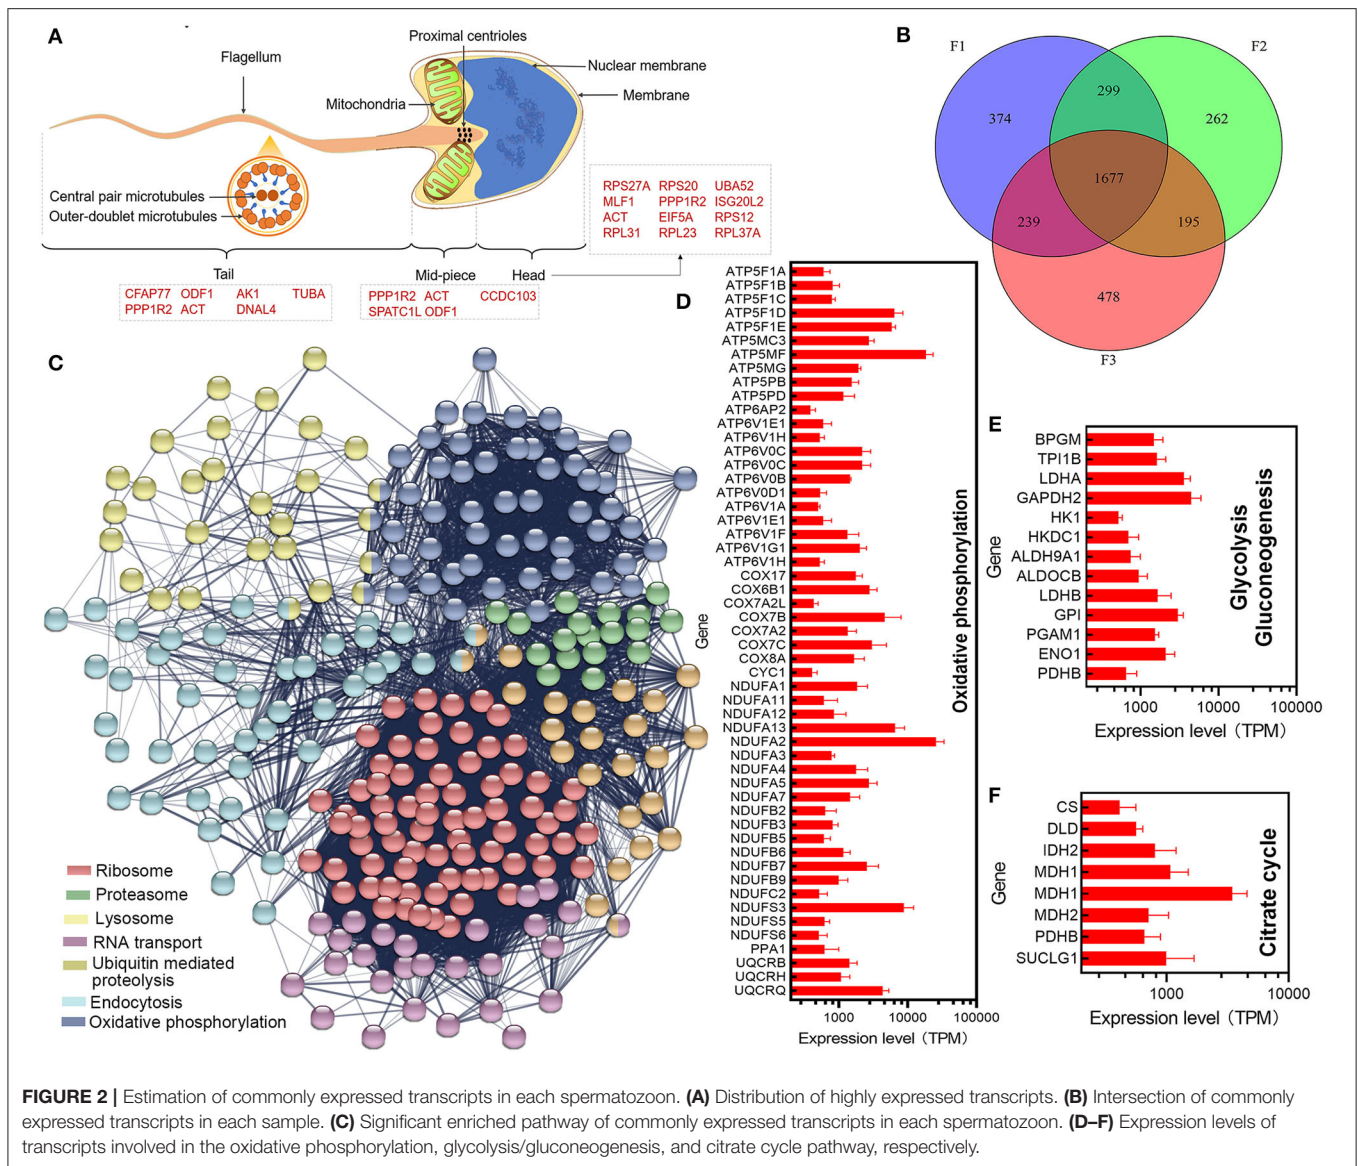 A
Flagellum
Proximal centrioles
Nuclear membrane
Membrane
Mitochondria
Central pair microtubules
Outer-doublet microtubules
Tail
Mid-piece
Head
CFAP77 ODF1 AK1 TUBA
PPP1R2 ACT DNAL4
PPP1R2 ACT CCDC103
SPATC1L ODF1
RPS27A RPS20 UBA52
MLF1 PPP1R2 ISG20L2
ACT EIF5A RPS12
RPL31 RPL23 RPL37A
B
F1
F2
299
374
262
1677
239
195
478
F3
C
Ribosome
Proteasome
Lysosome
RNA transport
Ubiquitin mediated
proteolysis
Endocytosis
Oxidative phosphorylation
D
Gene
ATP5F1A
ATP5F1B
ATP5F1C
ATP5F1D
ATP5F1E
ATP5MC3
ATP5MF
ATP5MG
ATP5PB
ATP5PD
ATP6AP2
ATP6V1E1
ATP6V1H
ATP6V0C
ATP6V0C
ATP6V0B
ATP6V0D1
ATP6V1A
ATP6V1E1
ATP6V1F
ATP6V1G1
ATP6V1H
COX17
COX6B1
COX7A2L
COX7B
COX7A2
COX7C
COX8A
CYC1
NDUFA1
NDUFA11
NDUFA12
NDUFA13
NDUFA2
NDUFA3
NDUFA4
NDUFA5
NDUFA7
NDUFB2
NDUFB3
NDUFB5
NDUFB6
NDUFB7
NDUFB9
NDUFC2
NDUFS3
NDUFS5
NDUFS6
PPA1
UQCRB
UQCRH
UQCRQ
1000 10000 100000
Expression level（TPM）
Oxidative phosphorylation
E
Gene
BPGM
TPI1B
LDHA
GAPDH2
HK1
HKDC1
ALDH9A1
ALDOCB
LDHB
GPI
PGAM1
ENO1
PDHB
1000 10000 100000
Expression level（TPM）
Glycolysis
Gluconeogenesis
F
Gene
CS
DLD
IDH2
MDH1
MDH1
MDH2
PDHB
SUCLG1
1000 10000
Expression level（TPM）
Citrate cycle
FIGURE 2 | Estimation of commonly expressed transcripts in each spermatozoon. (A) Distribution of highly expressed transcripts. (B) Intersection of commonly
expressed transcripts in each sample. (C) Significant enriched pathway of commonly expressed transcripts in each spermatozoon. (D–F) Expression levels of
transcripts involved in the oxidative phosphorylation, glycolysis/gluconeogenesis, and citrate cycle pathway, respectively.